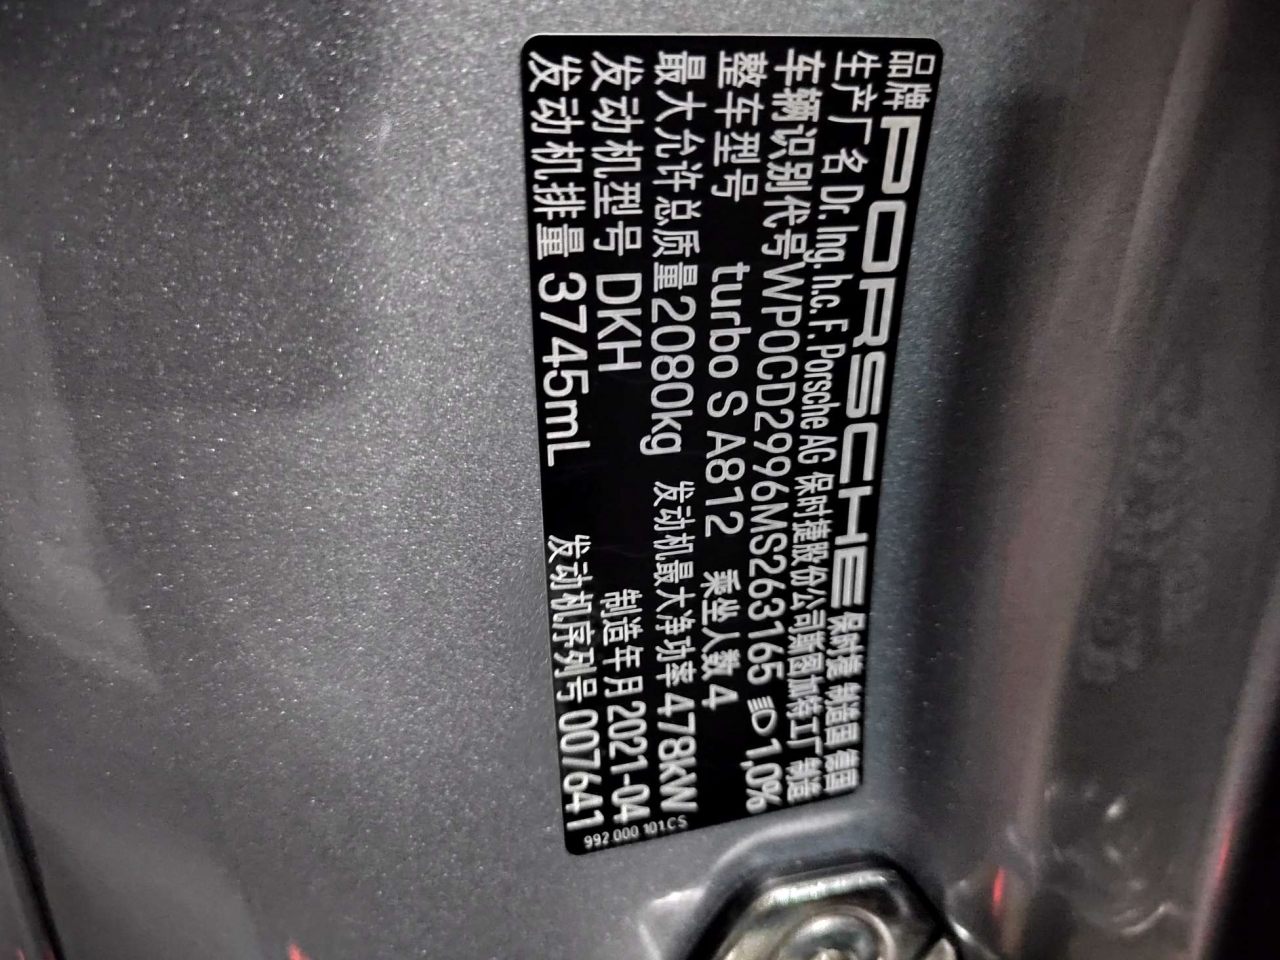 品牌 PORSCHE 保时捷 制造国 德国
生产厂名 Dr. Ing. h.c. F. Porsche AG 保时捷股份公司斯图加特工厂制造
车辆识别代号 WP0CD2996MS263165 1,0%
整车型号 turbo S A812 乘坐人数 4
最大允许总质量 2080kg 发动机最大净功率 478kW
发动机型号 DKH 制造年月 2021-04
发动机排量 3745mL 发动机序列号 007641
992 000 101 CS